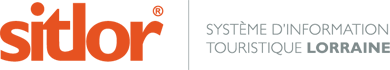 sitlor®
SYSTÈME D'INFORMATION
TOURISTIQUE LORRAINE